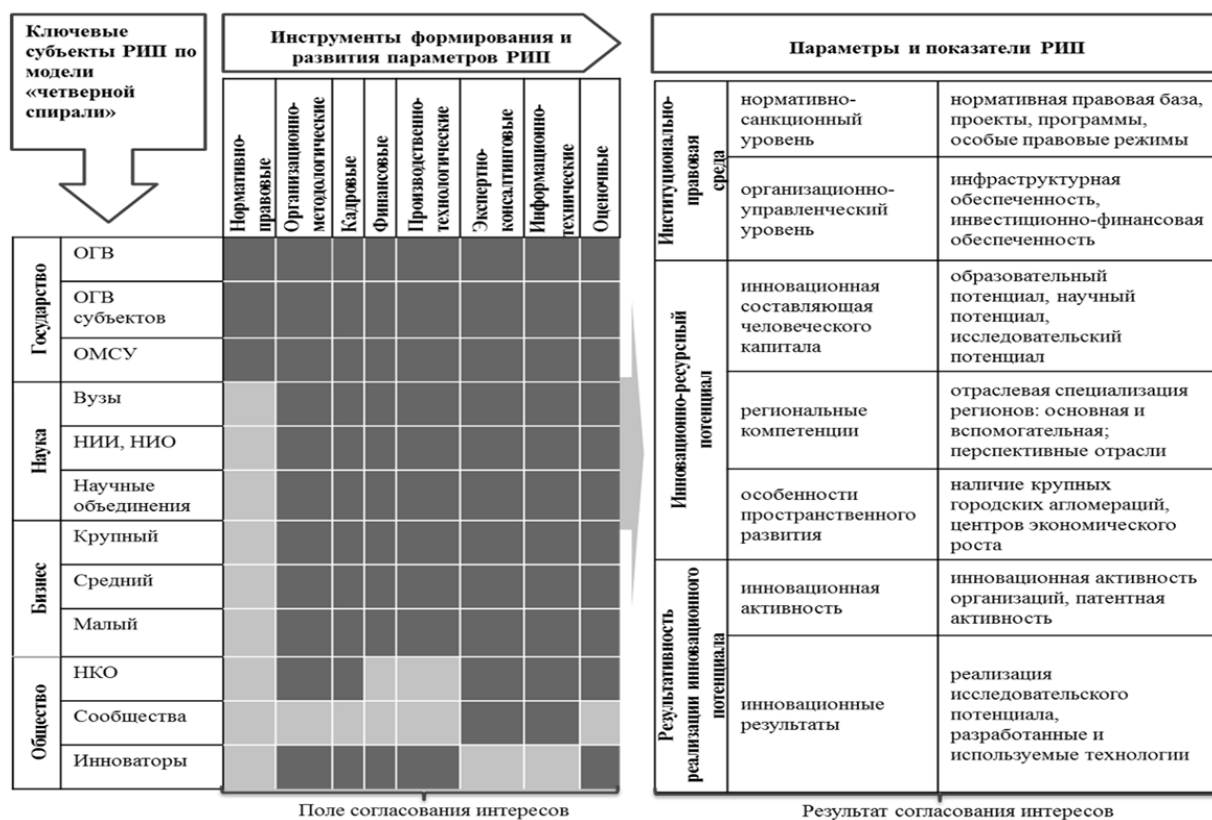 Ключевые
субъекты РИП по
модели
«четверной
спирали»
Инструменты формирования и
развития параметров РИП
Нормативно-
правовые
Организационно-
методологические
Кадровые
Финансовые
Производственно-
технологические
Экспертно-
консалтинговые
Информационно-
технические
Оценочные
Государство
ОГВ
ОГВ
субъектов
ОМСУ
Наука
Вузы
НИИ, НИО
Научные
объединения
Бизнес
Крупный
Средний
Малый
Общество
НКО
Сообщества
Инноваторы
Поле согласования интересов
Параметры и показатели РИП
Институционально-
правовая
среда
нормативно-
санкционный
уровень
нормативная правовая база,
проекты, программы,
особые правовые режимы
организационно-
управленческий
уровень
инфраструктурная
обеспеченность,
инвестиционно-финансовая
обеспеченность
Инновационно-ресурсный
потенциал
инновационная
составляющая
человеческого
капитала
образовательный
потенциал, научный
потенциал,
исследовательский
потенциал
региональные
компетенции
отраслевая специализация
регионов: основная и
вспомогательная;
перспективные отрасли
особенности
пространственного
развития
наличие крупных
городских агломераций,
центров экономического
роста
Результативность
реализации инновационного
потенциала
инновационная
активность
инновационная активность
организаций, патентная
активность
инновационные
результаты
реализация
исследовательского
потенциала,
разработанные и
используемые технологии
Результат согласования интересов